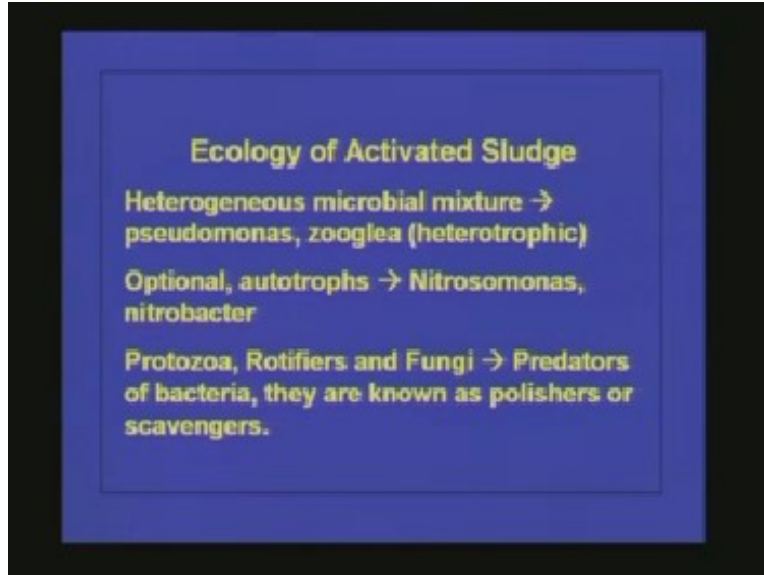 Ecology of Activated Sludge
Heterogeneous microbial mixture →
pseudomonas, zooglea (heterotrophic)
Optional, autotrophs → Nitrosomonas,
nitrobacter
Protozoa, Rotifiers and Fungi → Predators
of bacteria, they are known as polishers or
scavengers.